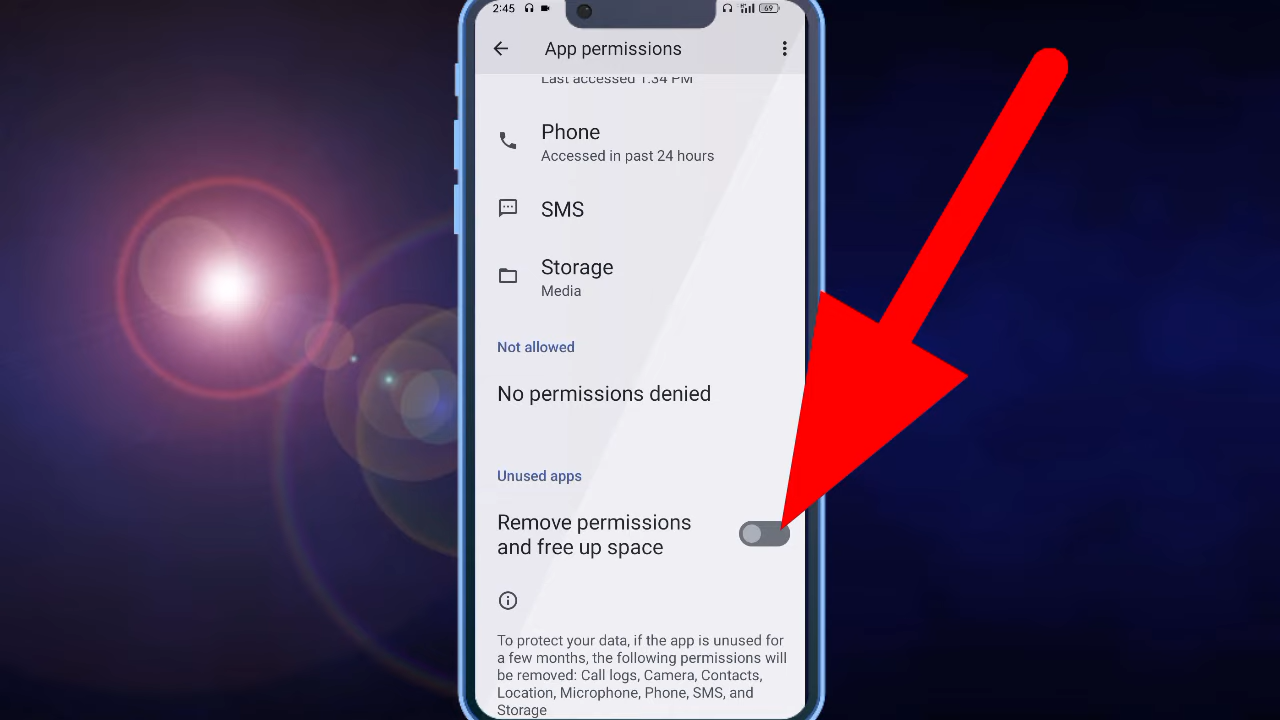 2:45
69
App permissions
Last accessed 1:34 PM
Phone
Accessed in past 24 hours
SMS
Storage
Media
Not allowed
No permissions denied
Unused apps
Remove permissions
and free up space
To protect your data, if the app is unused for
a few months, the following permissions will
be removed: Call logs, Camera, Contacts,
Location, Microphone, Phone, SMS, and
Storage